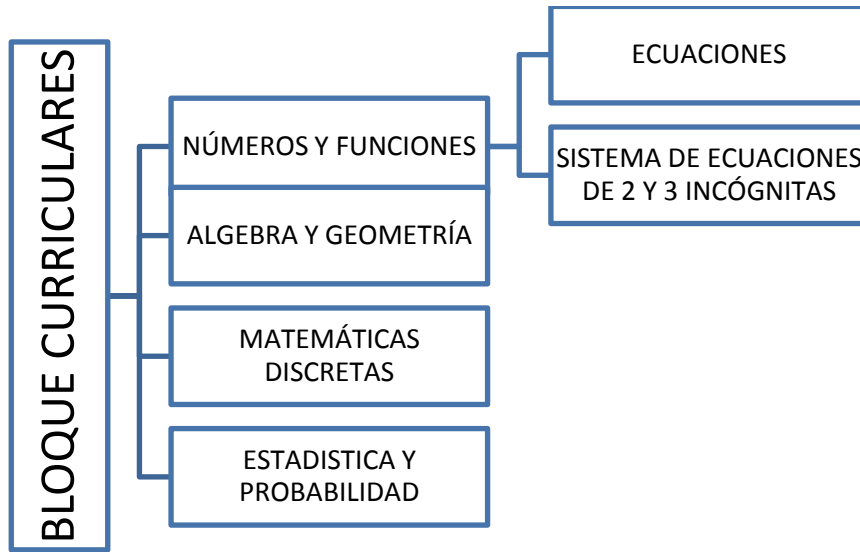 BLOQUE CURRICULARES
NÚMEROS Y FUNCIONES
ALGEBRA Y GEOMETRÍA
MATEMÁTICAS
DISCRETAS
ESTADISTICA Y
PROBABILIDAD
ECUACIONES
SISTEMA DE ECUACIONES
DE 2 Y 3 INCÓGNITAS